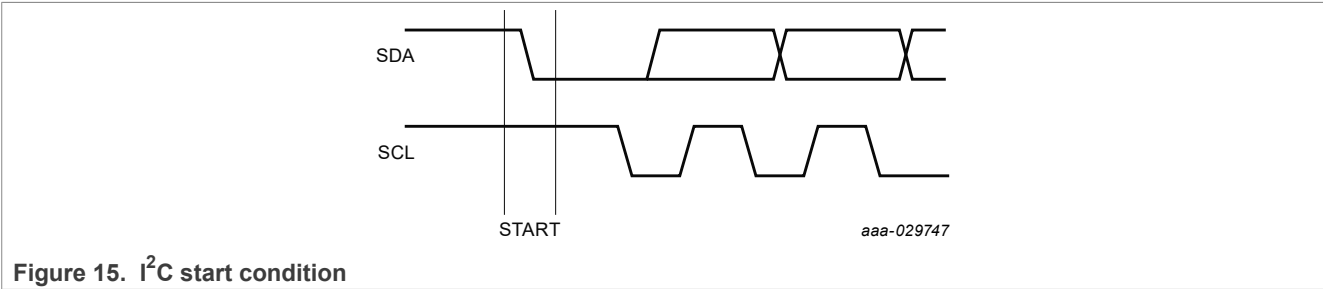 SDA
SCL
START
aaa-029747
Figure 15. I²C start condition